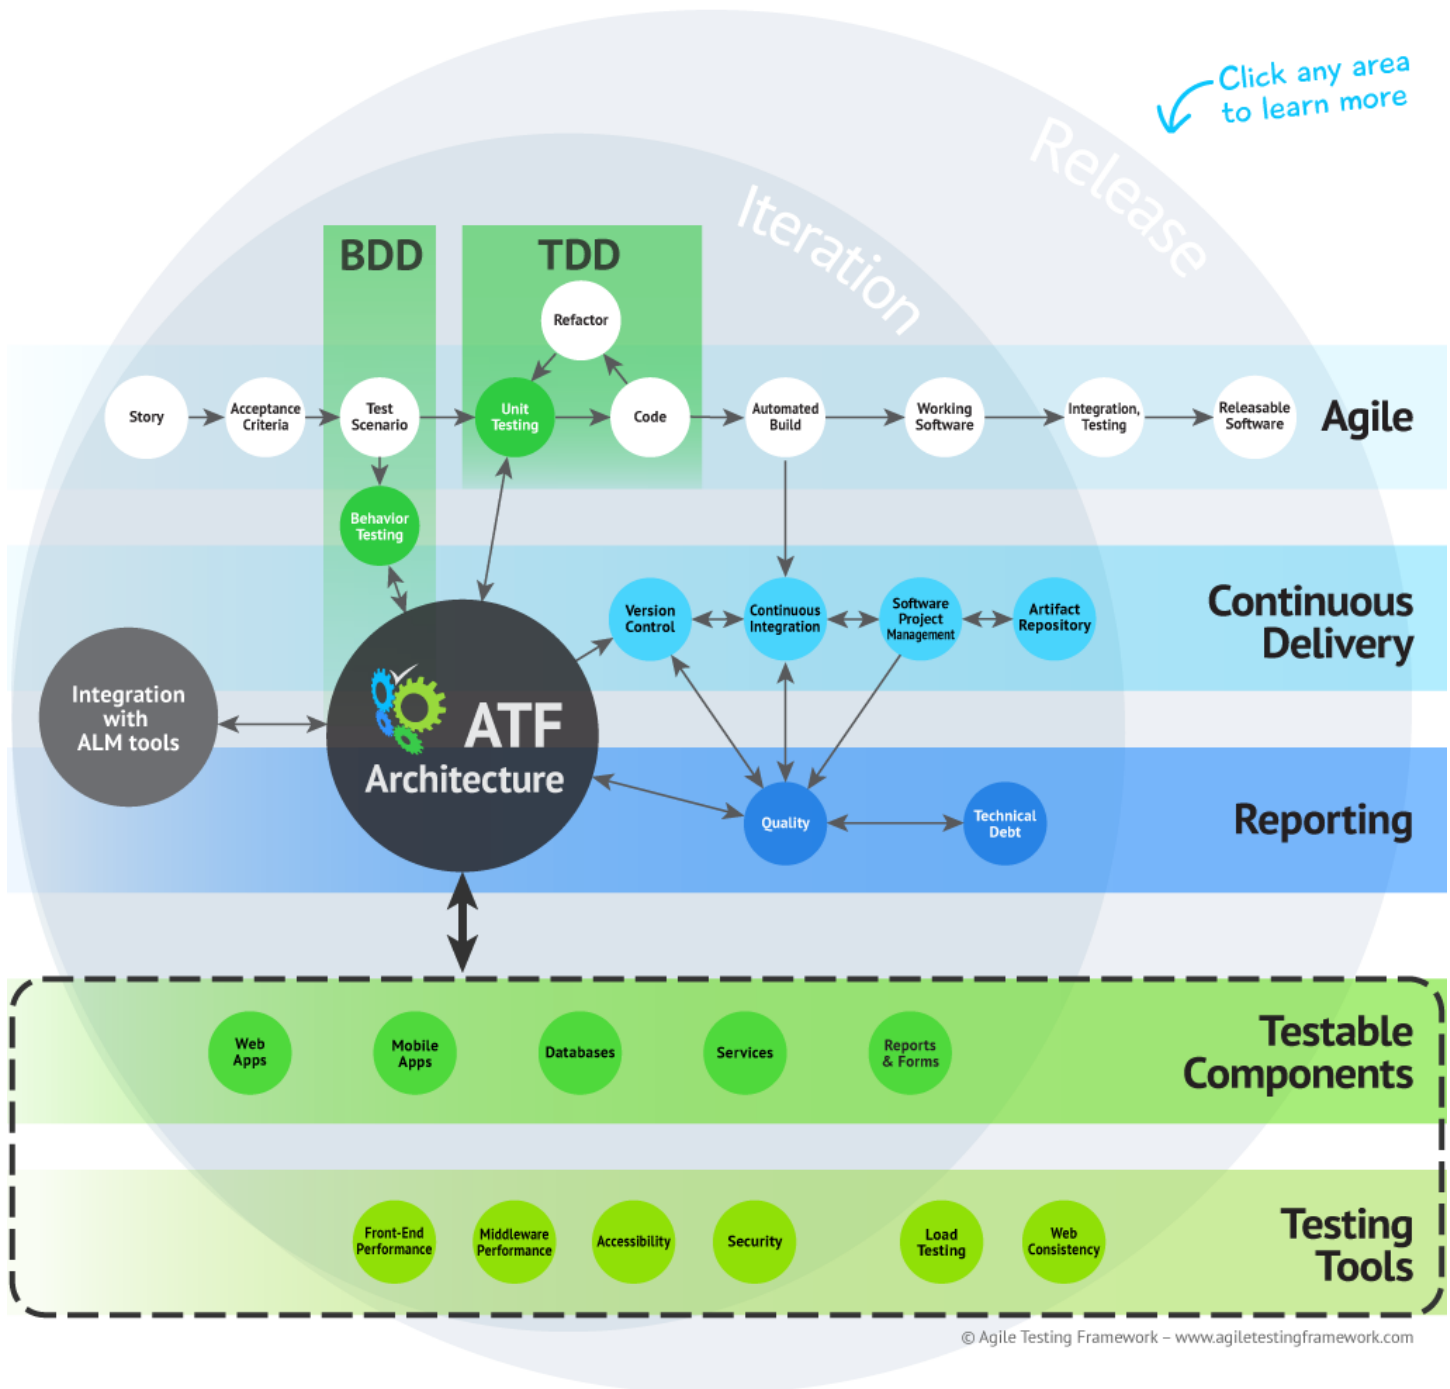 Click any area
to learn more
Release
Iteration
BDD
TDD
Refactor
Story
Acceptance
Criteria
Test
Scenario
Unit
Testing
Code
Automated
Build
Working
Software
Integration,
Testing
Releasable
Software
Agile
Behavior
Testing
Version
Control
Continuous
Integration
Software
Project
Management
Artifact
Repository
Continuous
Delivery
Integration
with
ALM tools
ATF
Architecture
Quality
Technical
Debt
Reporting
Web
Apps
Mobile
Apps
Databases
Services
Reports
& Forms
Testable
Components
Front-End
Performance
Middleware
Performance
Accessibility
Security
Load
Testing
Web
Consistency
Testing
Tools
© Agile Testing Framework – www.agiletestingframework.com